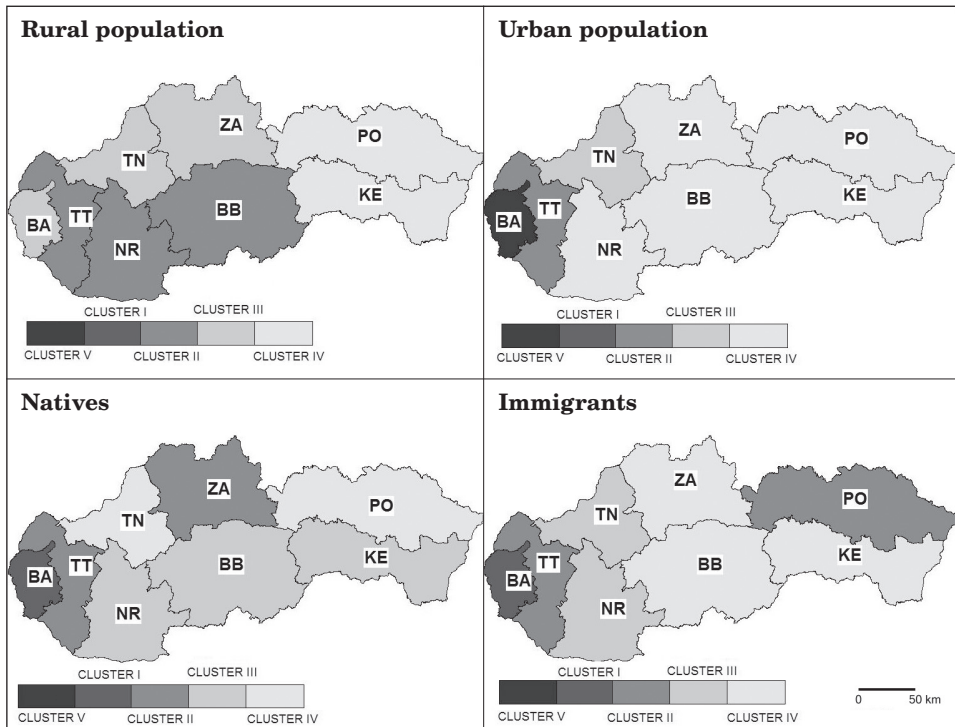 Rural population
ZA
PO
TN
KE
BB
TT
BA
NR
CLUSTER I
CLUSTER III
CLUSTER V
CLUSTER II
CLUSTER IV
Urban population
ZA
PO
TN
KE
BB
TT
BA
NR
CLUSTER I
CLUSTER III
CLUSTER V
CLUSTER II
CLUSTER IV
Natives
ZA
PO
TN
KE
BB
TT
BA
NR
CLUSTER I
CLUSTER III
CLUSTER V
CLUSTER II
CLUSTER IV
Immigrants
ZA
PO
TN
KE
BB
TT
BA
NR
CLUSTER I
CLUSTER III
CLUSTER V
CLUSTER II
CLUSTER IV
0 50 km